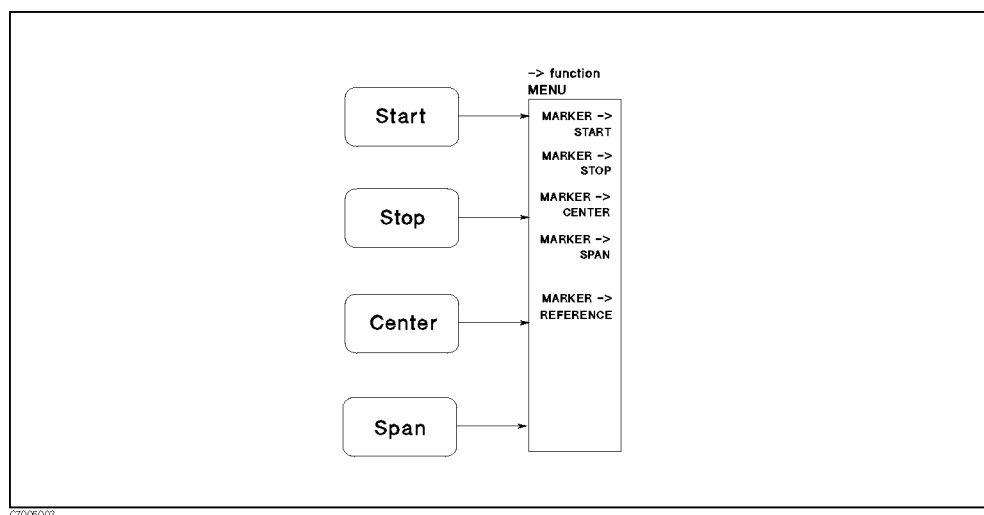 -> function
MENU
Start
MARKER ->
START
MARKER ->
STOP
Stop
MARKER ->
CENTER
MARKER ->
SPAN
MARKER ->
REFERENCE
Center
Span